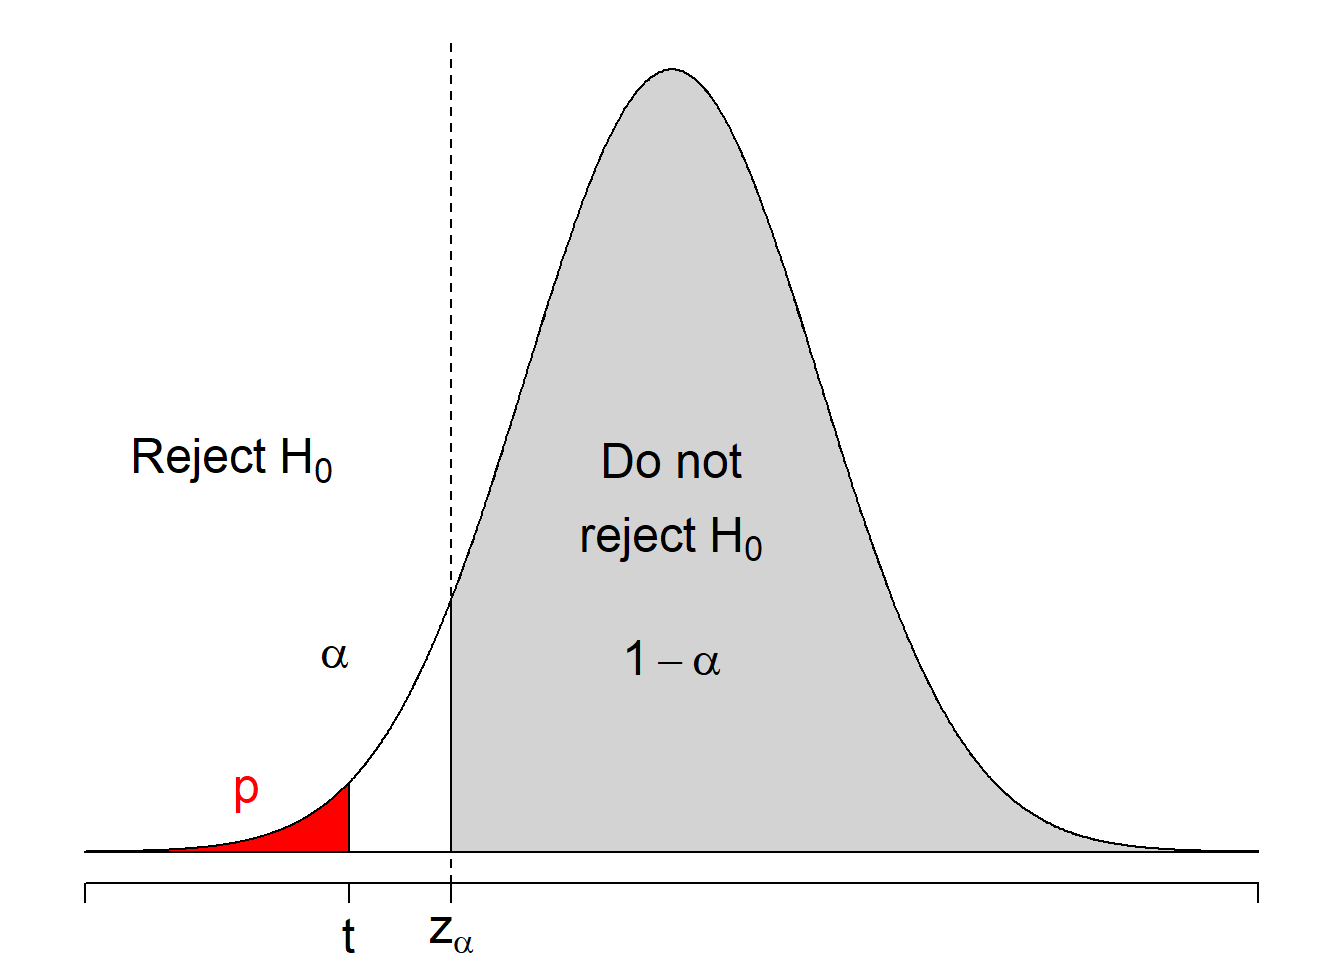 Reject H₀
Do not
reject H₀
α
1 – α
p
t
zα